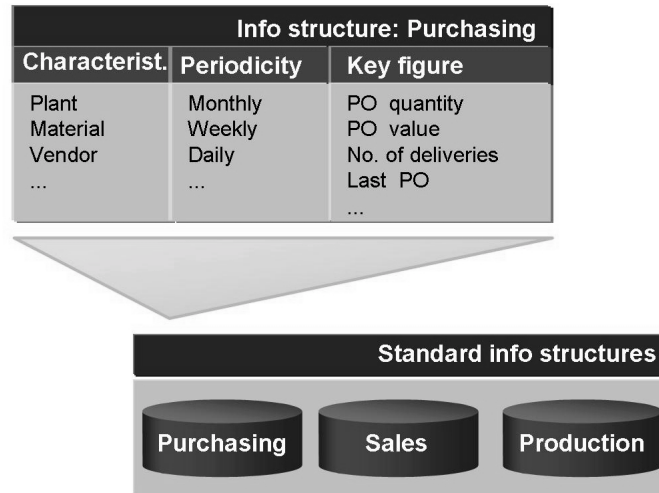 Info structure: Purchasing
Characterist. Periodicity Key figure
Plant Monthly PO quantity
Material Weekly PO value
Vendor Daily No. of deliveries
... ... Last PO
...
Standard info structures
Purchasing Sales Production